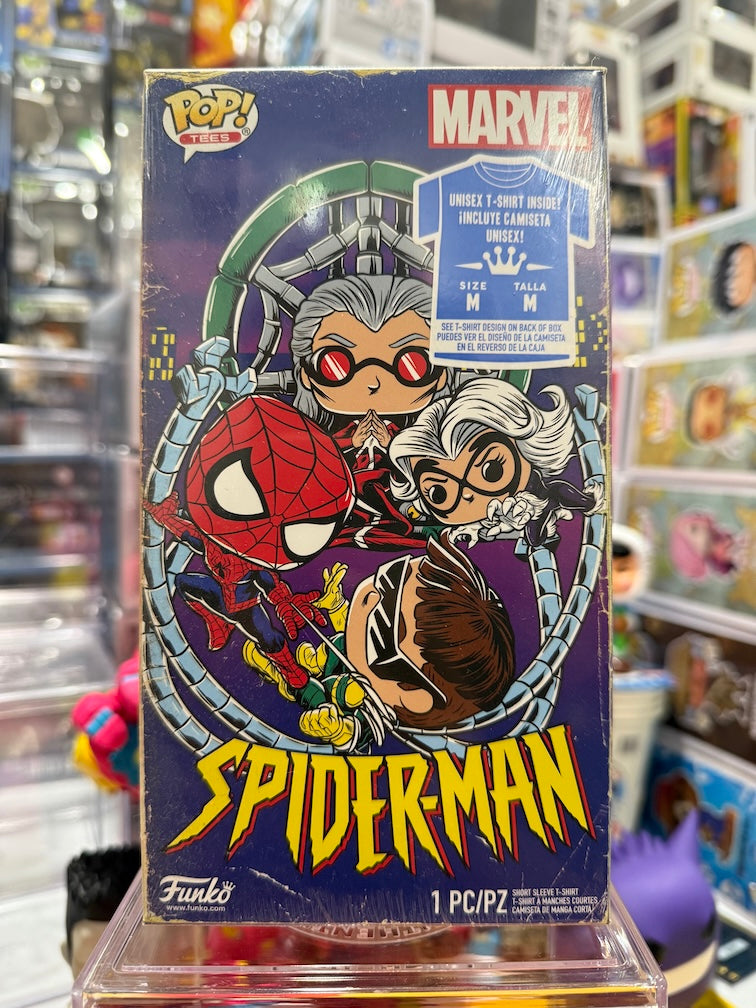 POP!
TEES
MARVEL
UNISEX T-SHIRT INSIDE!
¡INCLUYE CAMISETA
UNISEX!
SIZE TALLA
M M
SEE T-SHIRT DESIGN ON BACK OF BOX
PUEDES VER EL DISEÑO DE LA CAMISETA
EN EL REVERSO DE LA CAJA
SPIDER-MAN
Funko
www.funko.com
1 PC/PZ
SHORT SLEEVE T-SHIRT
T-SHIRT A MANCHES COURTES
CAMISETA DE MANGA CORTA